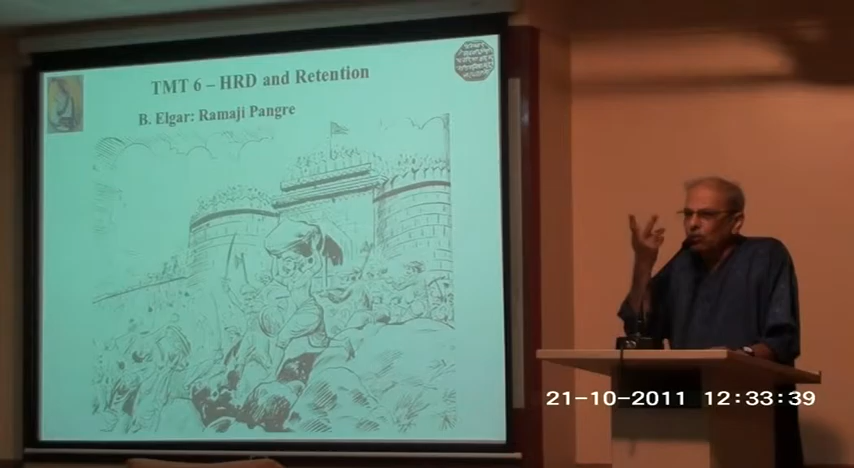 TMT 6 – HRD and Retention
B. Elgar: Ramaji Pangre
21-10-2011 12:33:39